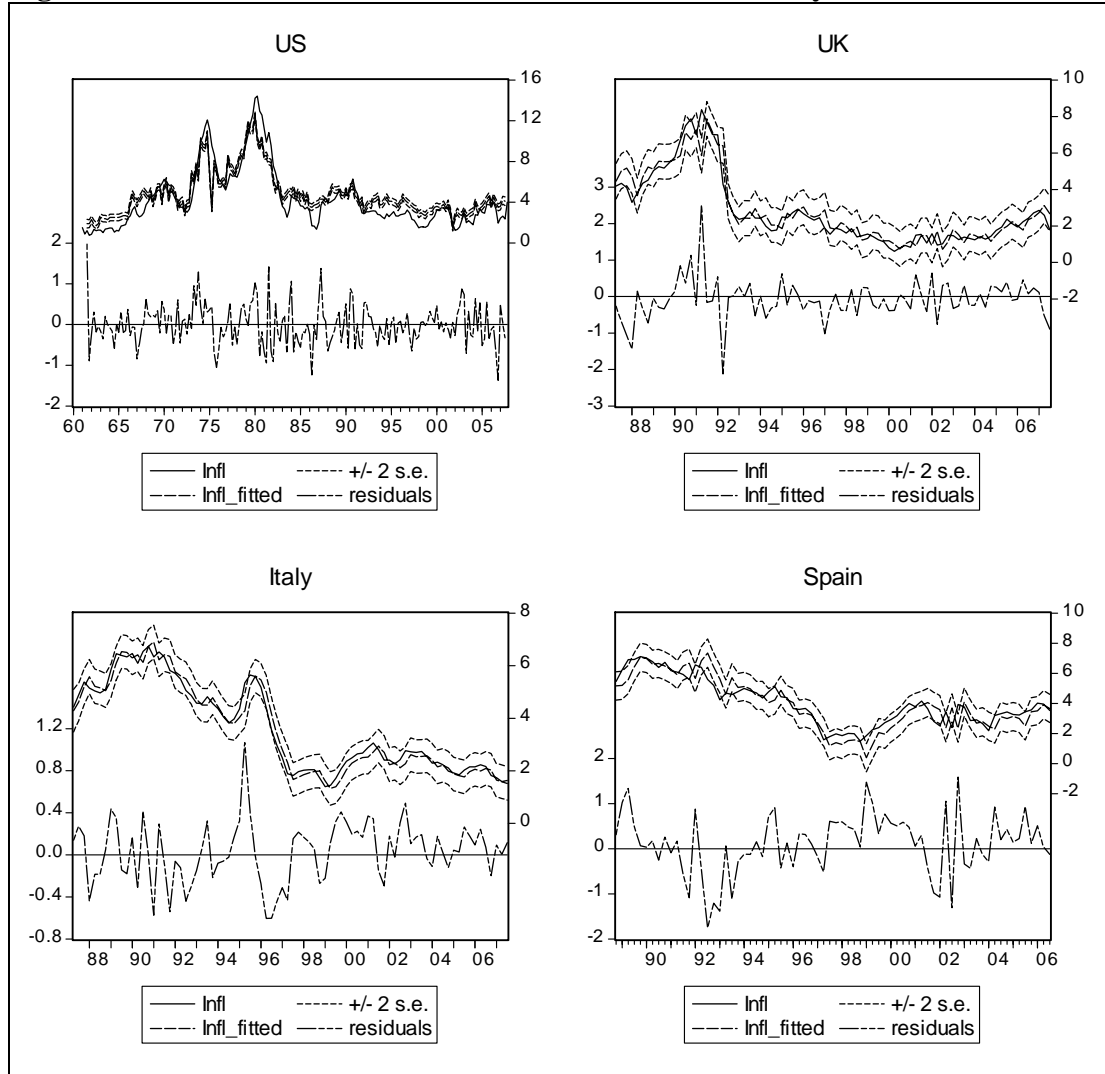 US
16
12
8
4
0
2
1
0
-1
-2
60 65 70 75 80 85 90 95 00 05
Infl +/- 2 s.e.
Infl_fitted residuals
UK
10
8
6
4
2
0
-2
3
2
1
0
-1
-2
-3
88 90 92 94 96 98 00 02 04 06
Infl +/- 2 s.e.
Infl_fitted residuals
Italy
8
6
4
2
0
1.2
0.8
0.4
0.0
-0.4
-0.8
88 90 92 94 96 98 00 02 04 06
Infl +/- 2 s.e.
Infl_fitted residuals
Spain
10
8
6
4
2
0
-2
2
1
0
-1
-2
90 92 94 96 98 00 02 04 06
Infl +/- 2 s.e.
Infl_fitted residuals